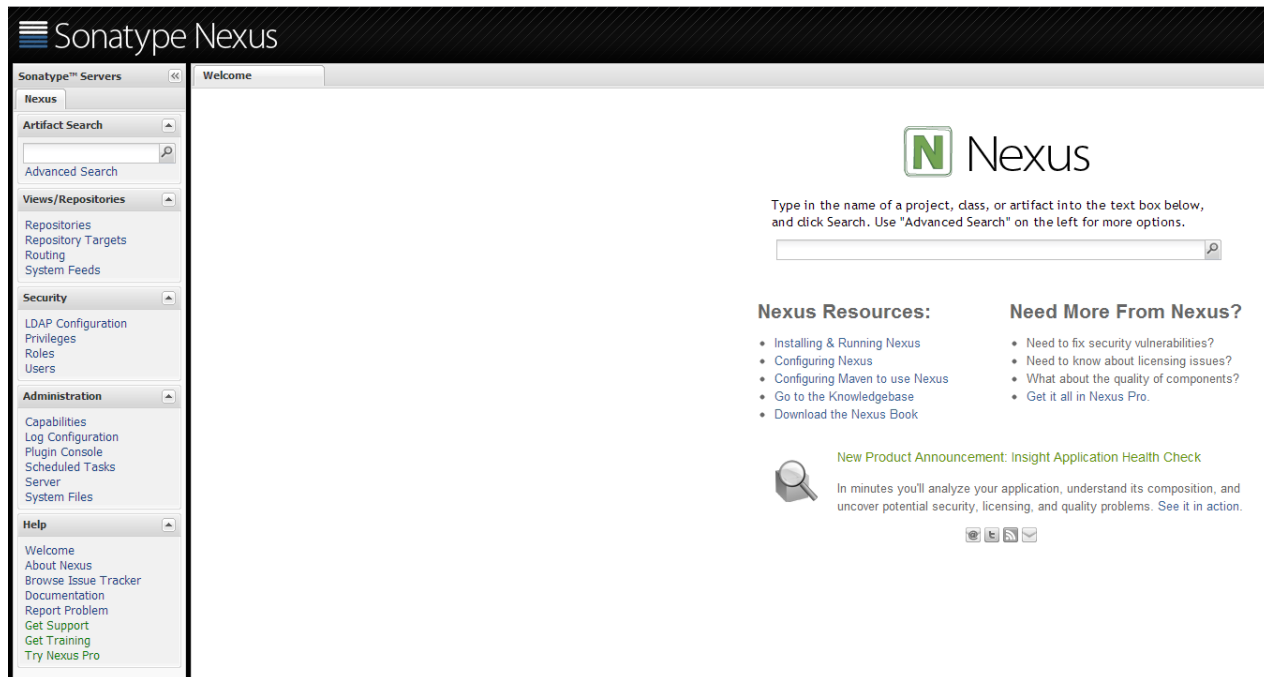 Sonatype Nexus
Sonatype™ Servers
Nexus
Artifact Search
Advanced Search
Views/Repositories
Repositories
Repository Targets
Routing
System Feeds
Security
LDAP Configuration
Privileges
Roles
Users
Administration
Capabilities
Log Configuration
Plugin Console
Scheduled Tasks
Server
System Files
Help
Welcome
About Nexus
Browse Issue Tracker
Documentation
Report Problem
Get Support
Get Training
Try Nexus Pro
Welcome
N Nexus
Type in the name of a project, class, or artifact into the text box below,
and click Search. Use "Advanced Search" on the left for more options.
Nexus Resources:
Installing & Running Nexus
Configuring Nexus
Configuring Maven to use Nexus
Go to the Knowledgebase
Download the Nexus Book
Need More From Nexus?
Need to fix security vulnerabilities?
Need to know about licensing issues?
What about the quality of components?
Get it all in Nexus Pro.
New Product Announcement: Insight Application Health Check
In minutes you'll analyze your application, understand its composition, and
uncover potential security, licensing, and quality problems. See it in action.